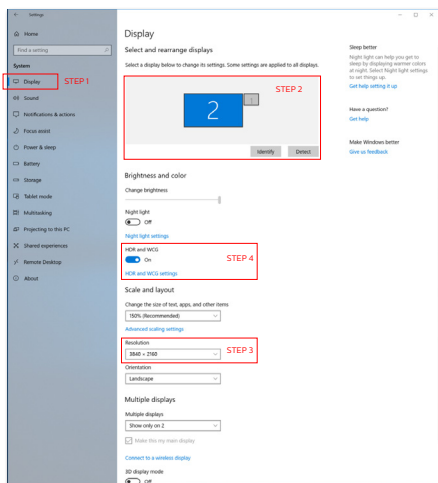 Settings
Home
Find a setting
System
Display
STEP 1
Sound
Notifications & actions
Focus assist
Power & sleep
Battery
Storage
Tablet mode
Multitasking
Projecting to this PC
Shared experiences
Remote Desktop
About
Display
Select and rearrange displays
Select a display below to change its settings. Some settings are applied to all displays.
STEP 2
2
1
Identify
Detect
Brightness and color
Change brightness
Night light
Off
Night light settings
HDR and WCG
On
STEP 4
HDR and WCG settings
Scale and layout
Change the size of text, apps, and other items
150% (Recommended)
Advanced scaling settings
Resolution
3840 × 2160
STEP 3
Orientation
Landscape
Multiple displays
Multiple displays
Show only on 2
Make this my main display
Connect to a wireless display
3D display mode
Off
Sleep better
Night light can help you get to
sleep by displaying warmer colors
at night. Select Night light settings
to set things up.
Get help setting it up
Have a question?
Get help
Make Windows better
Give us feedback